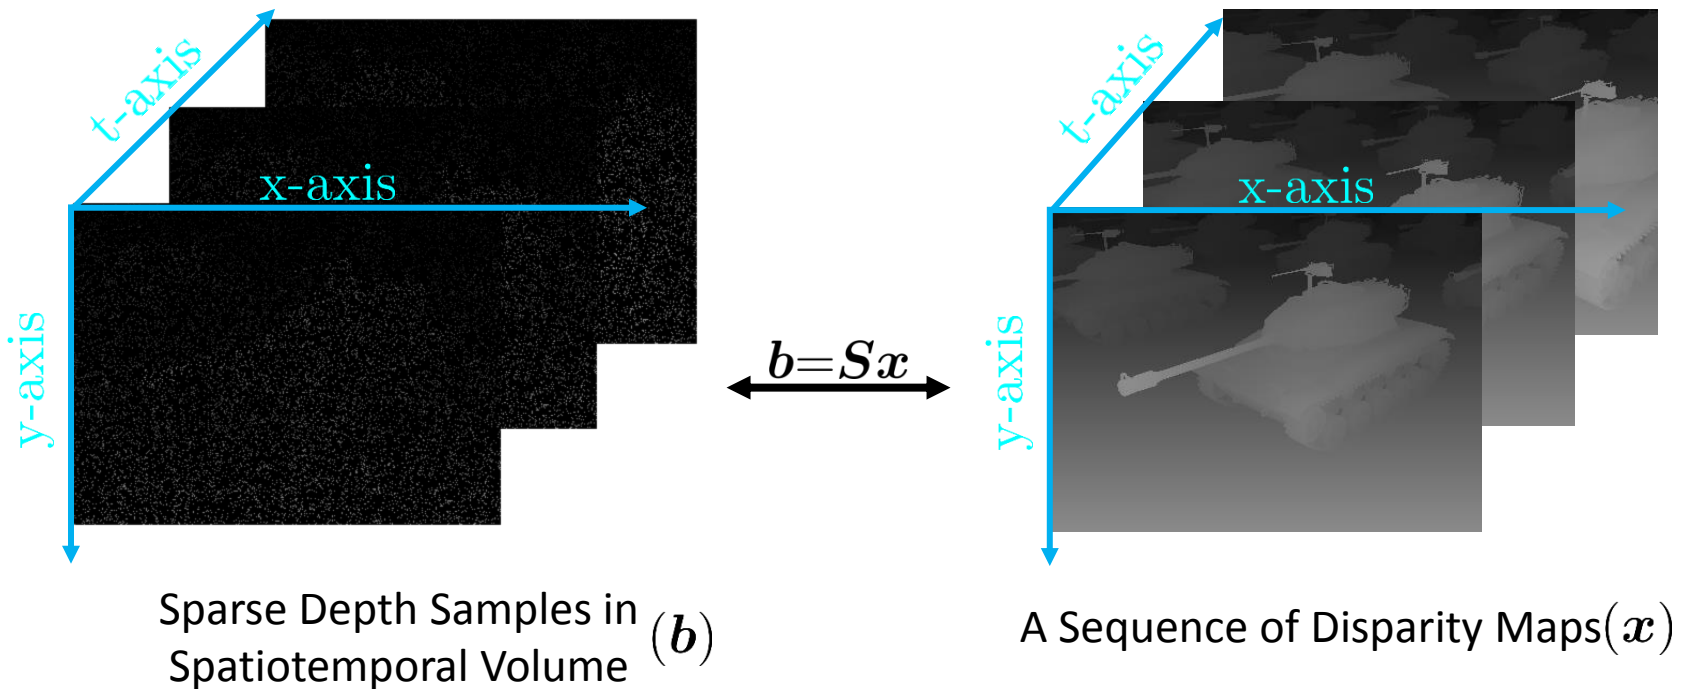 t-axis
x-axis
y-axis
b=Sx
t-axis
x-axis
y-axis
Sparse Depth Samples in
Spatiotemporal Volume
(b)
A Sequence of Disparity Maps(x)